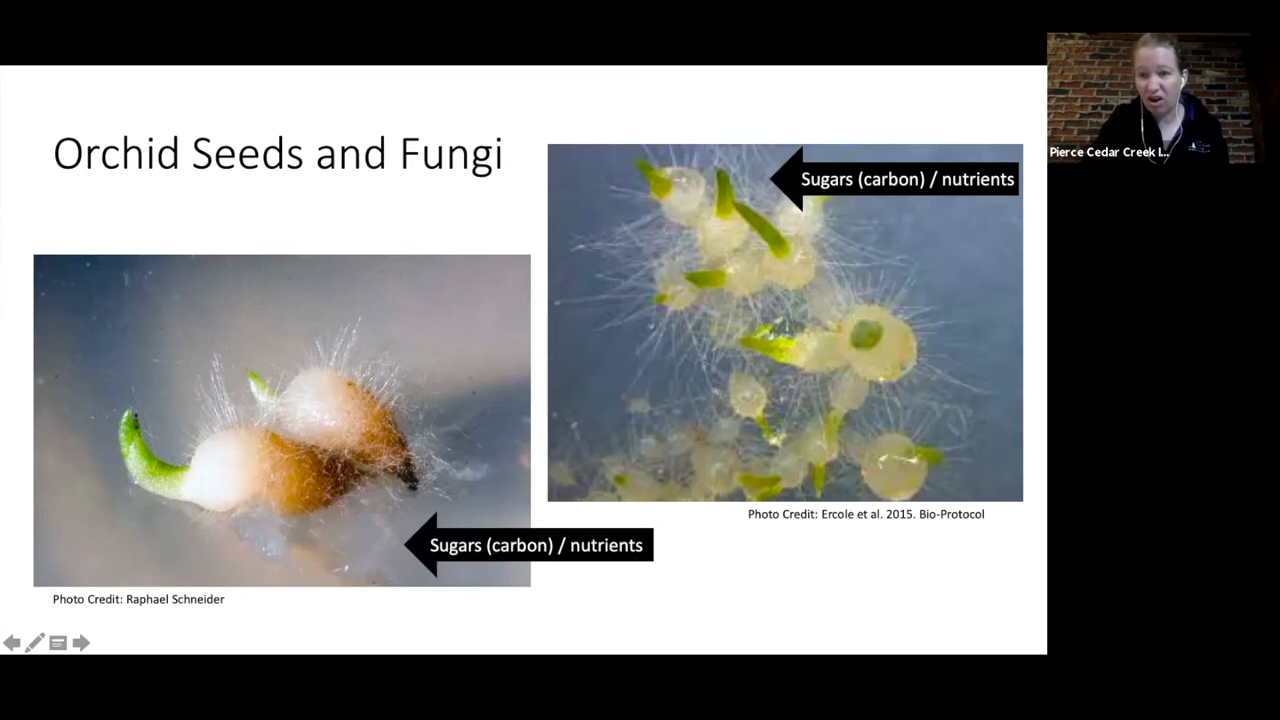 Orchid Seeds and Fungi
Sugars (carbon) / nutrients
Photo Credit: Ercole et al. 2015. Bio-Protocol
Sugars (carbon) / nutrients
Photo Credit: Raphael Schneider
Pierce Cedar Creek I...